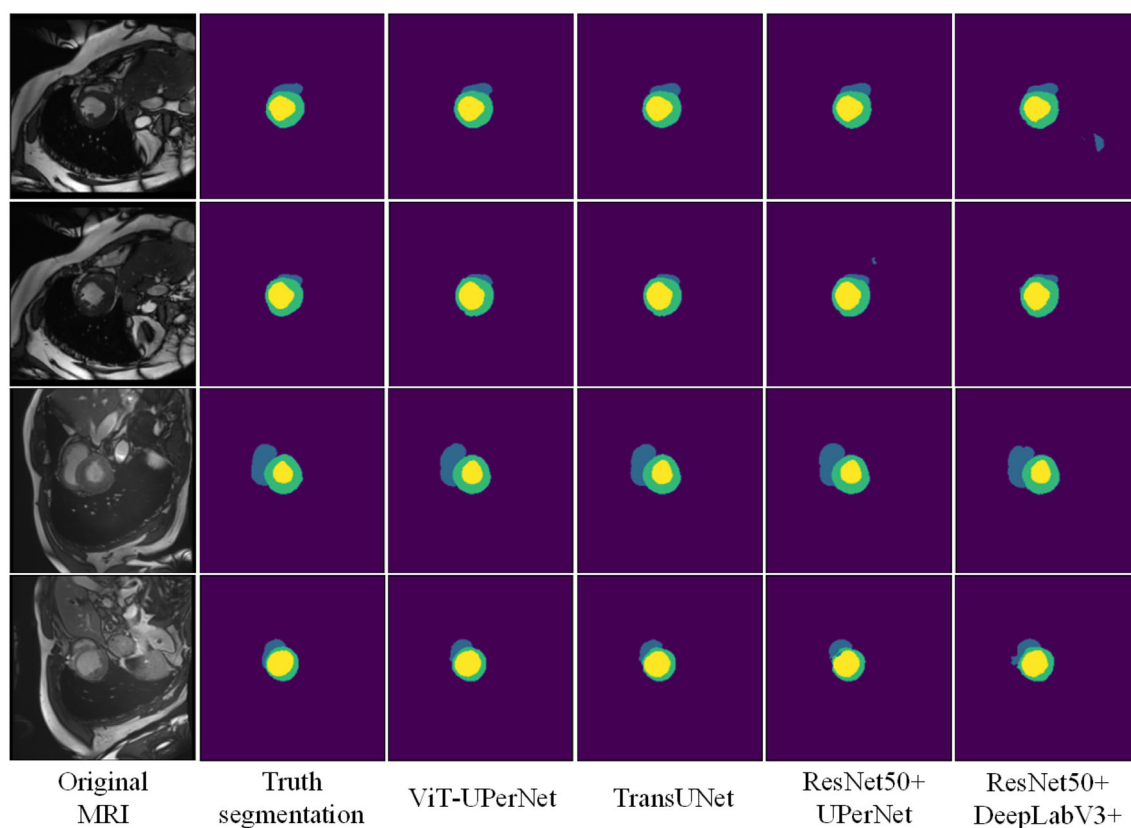 Original
MRI
Truth
segmentation
ViT-UPerNet
TransUNet
ResNet50+
UPerNet
ResNet50+
DeepLabV3+